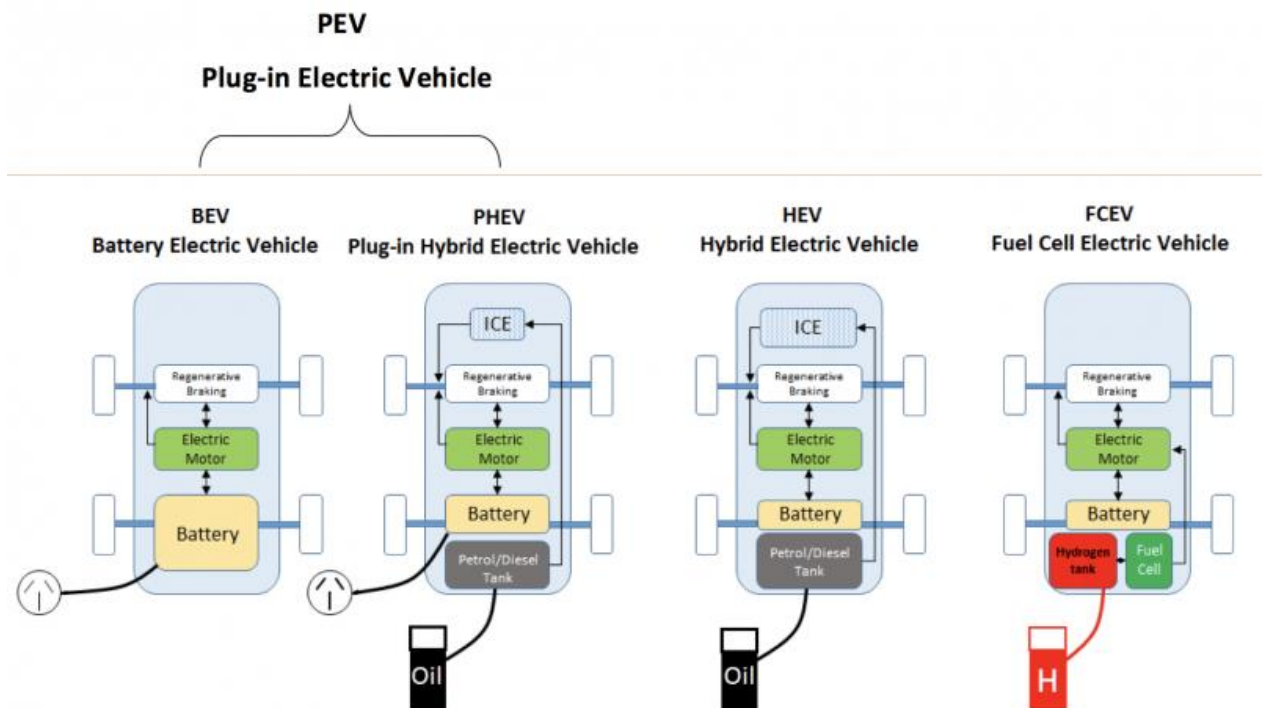 PEV
Plug-in Electric Vehicle
BEV
Battery Electric Vehicle
PHEV
Plug-in Hybrid Electric Vehicle
HEV
Hybrid Electric Vehicle
FCEV
Fuel Cell Electric Vehicle
Regenerative
Braking
Electric
Motor
Battery
ICE
Regenerative
Braking
Electric
Motor
Battery
Petrol/Diesel
Tank
Oil
ICE
Regenerative
Braking
Electric
Motor
Battery
Petrol/Diesel
Tank
Oil
Regenerative
Braking
Electric
Motor
Battery
Hydrogen
tank
Fuel
Cell
H